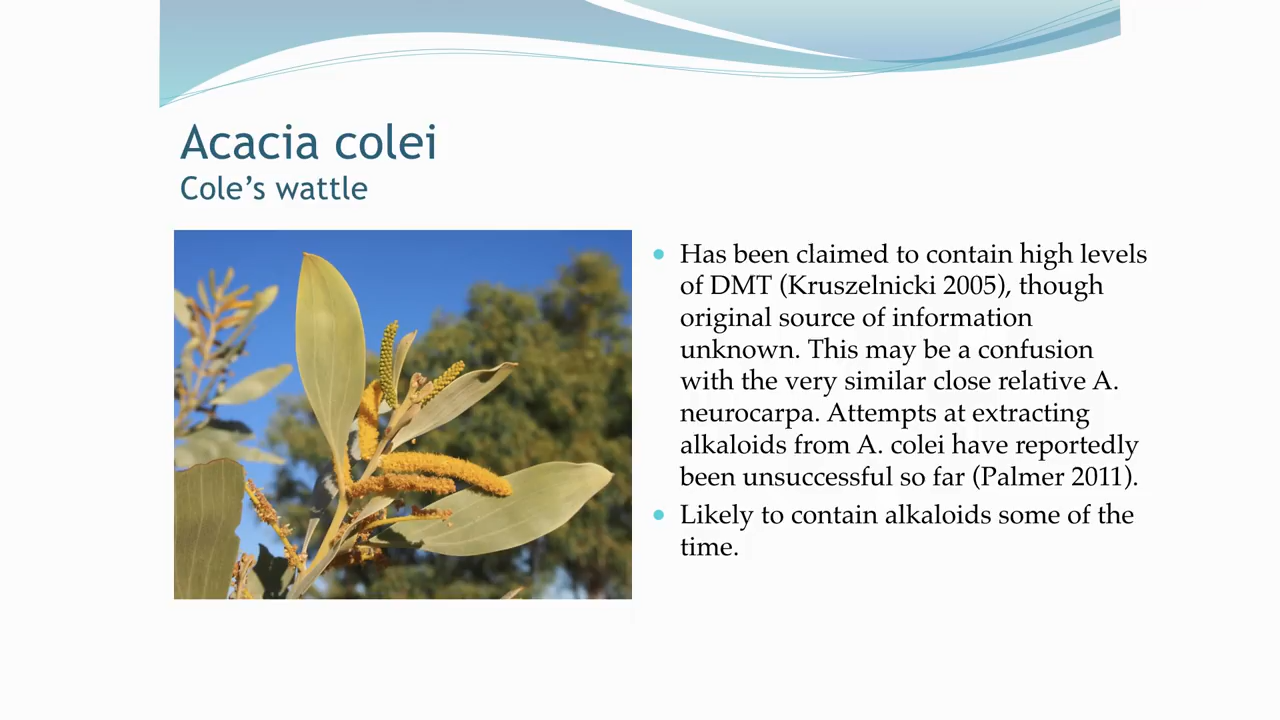 Acacia colei
Cole’s wattle
Has been claimed to contain high levels
of DMT (Kruszelnicki 2005), though
original source of information
unknown. This may be a confusion
with the very similar close relative A.
neurocarpa. Attempts at extracting
alkaloids from A. colei have reportedly
been unsuccessful so far (Palmer 2011).
Likely to contain alkaloids some of the
time.